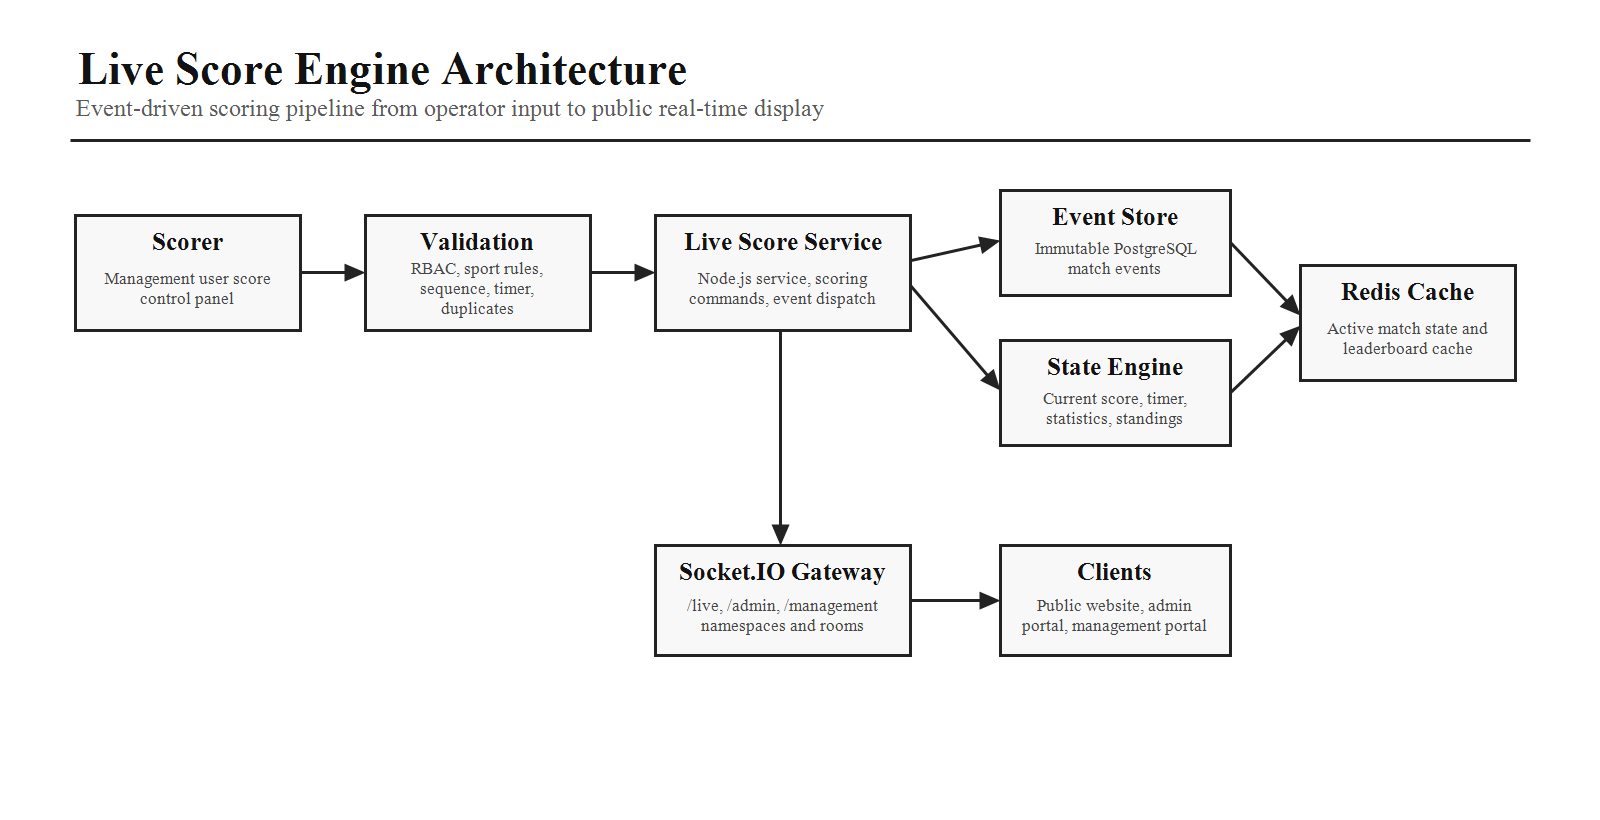 Live Score Engine Architecture
Event-driven scoring pipeline from operator input to public real-time display
Scorer
Management user score
control panel
Validation
RBAC, sport rules,
sequence, timer,
duplicates
Live Score Service
Node.js service, scoring
commands, event dispatch
Event Store
Immutable PostgreSQL
match events
State Engine
Current score, timer,
statistics, standings
Redis Cache
Active match state and
leaderboard cache
Socket.IO Gateway
/live, /admin, /management
namespaces and rooms
Clients
Public website, admin
portal, management portal